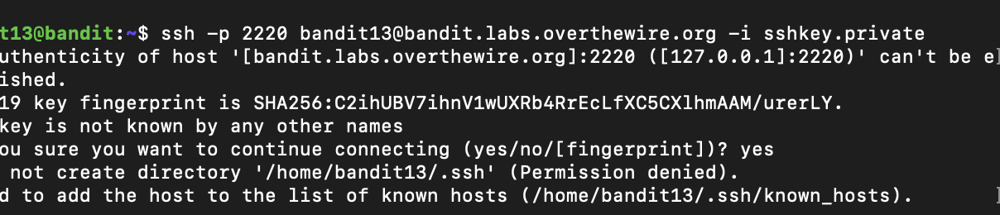 t13@bandit:~$ ssh -p 2220 bandit13@bandit.labs.overthewire.org -i sshkey.private
uthenticity of host '[bandit.labs.overthewire.org]:2220 ([127.0.0.1]:2220)' can't be e
ished.
19 key fingerprint is SHA256:C2ihUBV7ihnV1wUXRb4RrEcLfXC5CXlhmAAM/urerLY.
key is not known by any other names
ou sure you want to continue connecting (yes/no/[fingerprint])? yes
not create directory '/home/bandit13/.ssh' (Permission denied).
d to add the host to the list of known hosts (/home/bandit13/.ssh/known_hosts).